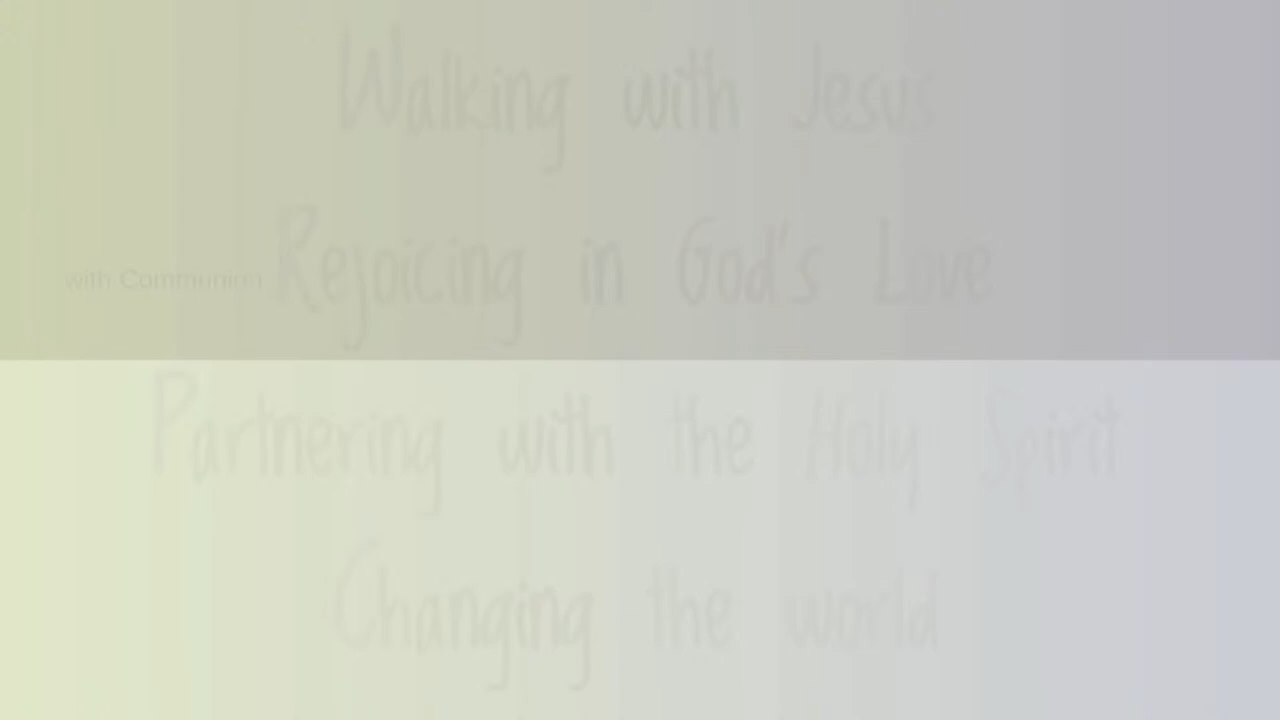 Walking with Jesus
with Communion
Rejoicing in God's Love
Partnering with the Holy Spirit
Changing the world